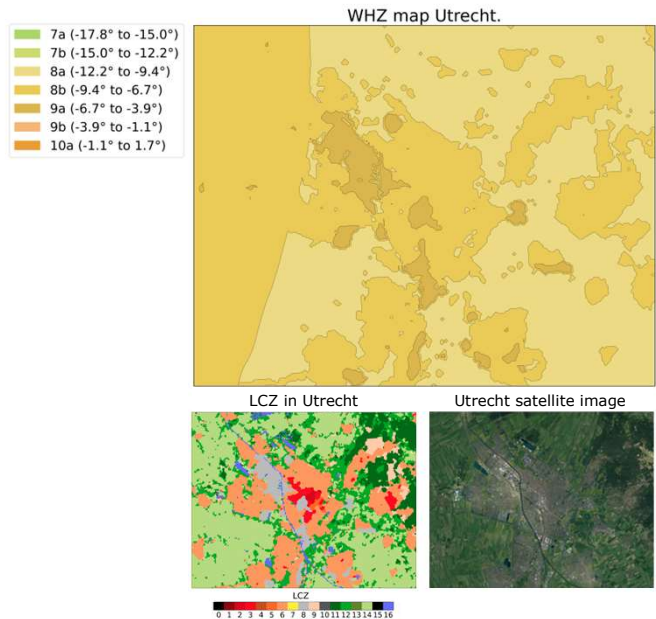 WHZ map Utrecht.
7a (-17.8° to -15.0°)
7b (-15.0° to -12.2°)
8a (-12.2° to -9.4°)
8b (-9.4° to -6.7°)
9a (-6.7° to -3.9°)
9b (-3.9° to -1.1°)
10a (-1.1° to 1.7°)
LCZ in Utrecht
Utrecht satellite image
LCZ
0 1 2 3 4 5 6 7 8 9 10 11 12 13 14 15 16